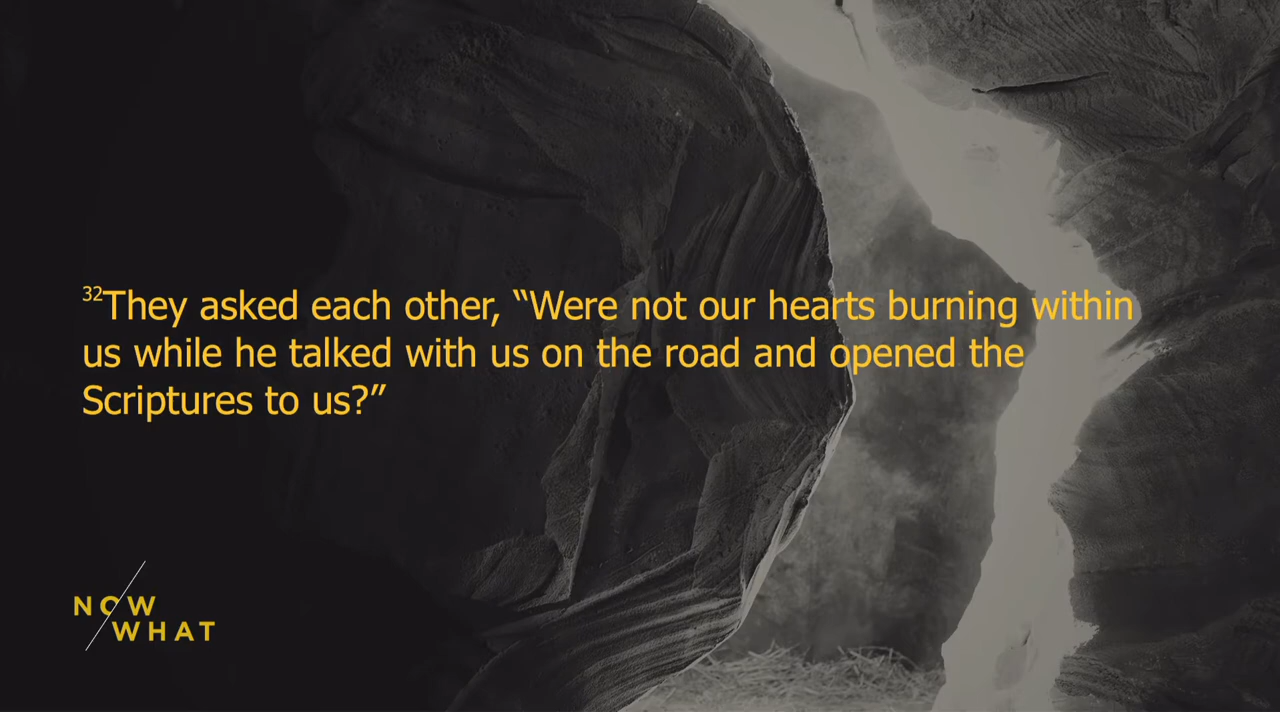 32They asked each other, “Were not our hearts burning within
us while he talked with us on the road and opened the
Scriptures to us?”
NOW
WHAT